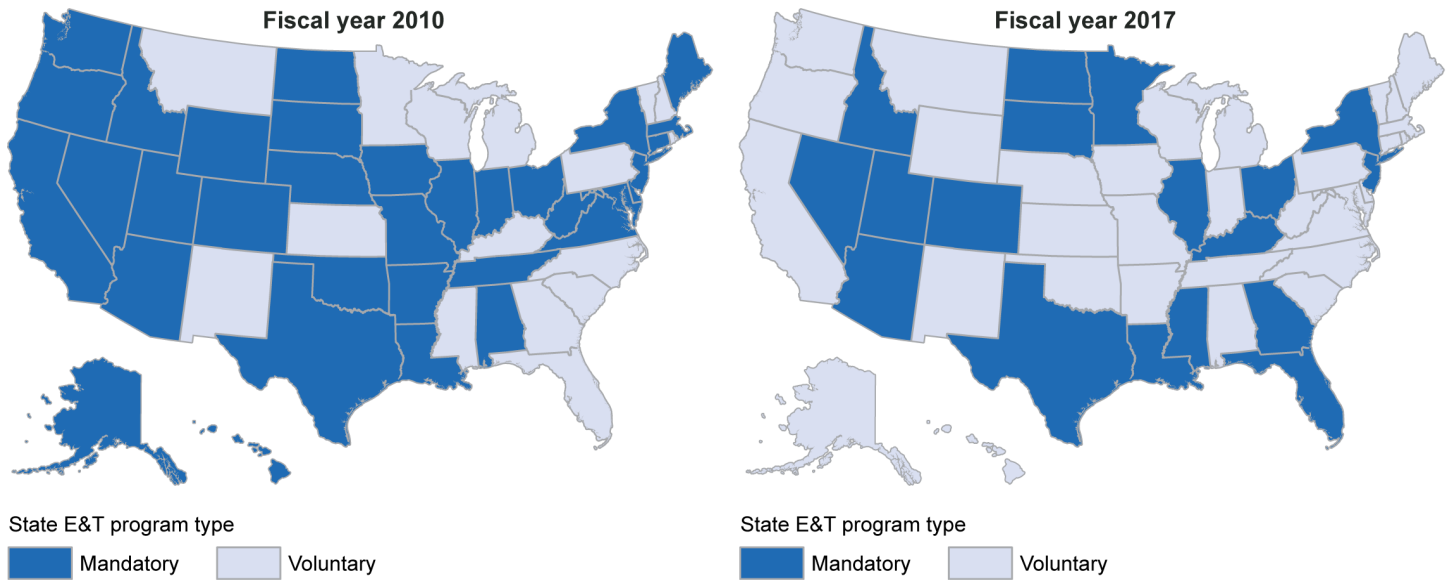 Fiscal year 2010
Fiscal year 2017
State E&T program type
Mandatory
Voluntary
State E&T program type
Mandatory
Voluntary